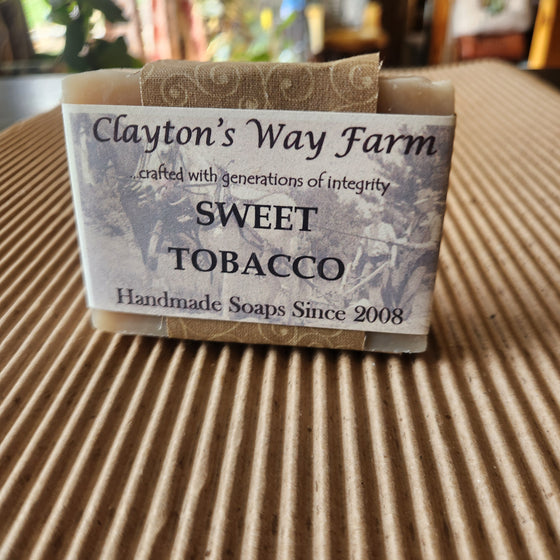 Clayton's Way Farm
...crafted with generations of integrity
SWEET
TOBACCO
Handmade Soaps Since 2008